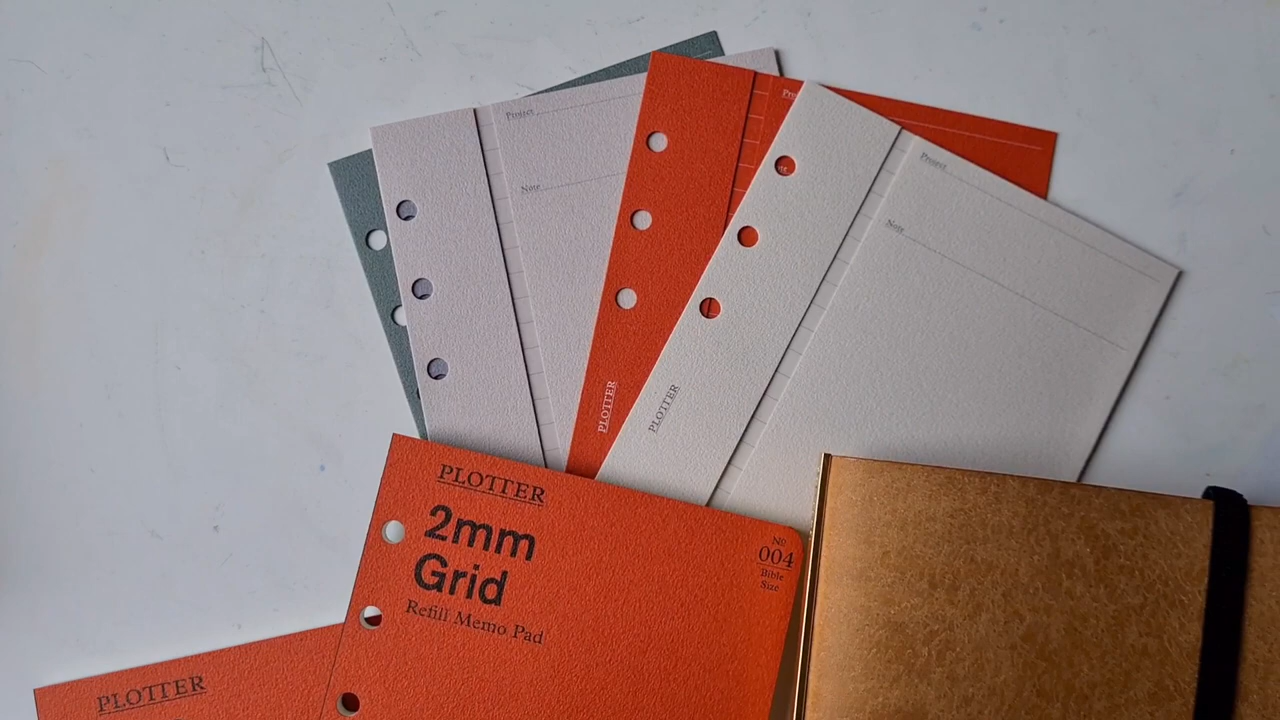 Project
Note
PLOTTER
Project
Note
PLOTTER
PLOTTER
2mm
Grid
Refill Memo Pad
No
004
Bible
Size
PLOTTER